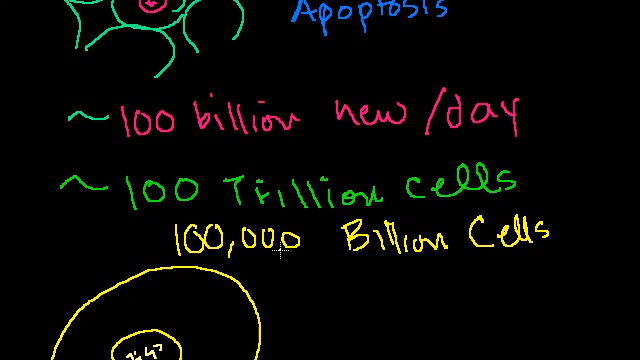 Apoptosis
~ 100 billion new /day
~ 100 Trillion cells
100,000 Billion Cells